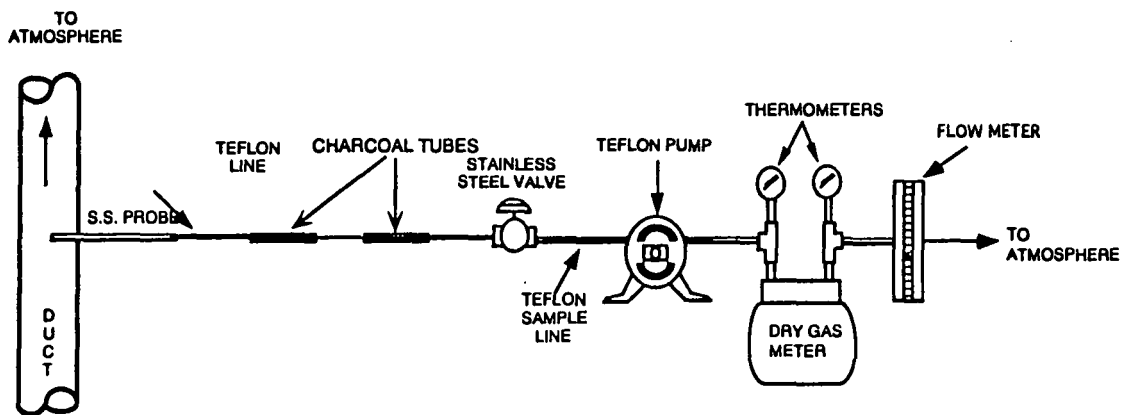 TO
ATMOSPHERE
THERMOMETERS
FLOW METER
TEFLON
LINE
CHARCOAL TUBES
STAINLESS
STEEL VALVE
TEFLON PUMP
S.S. PROBE
TO
ATMOSPHERE
TEFLON
SAMPLE
LINE
DUCT
DRY GAS
METER